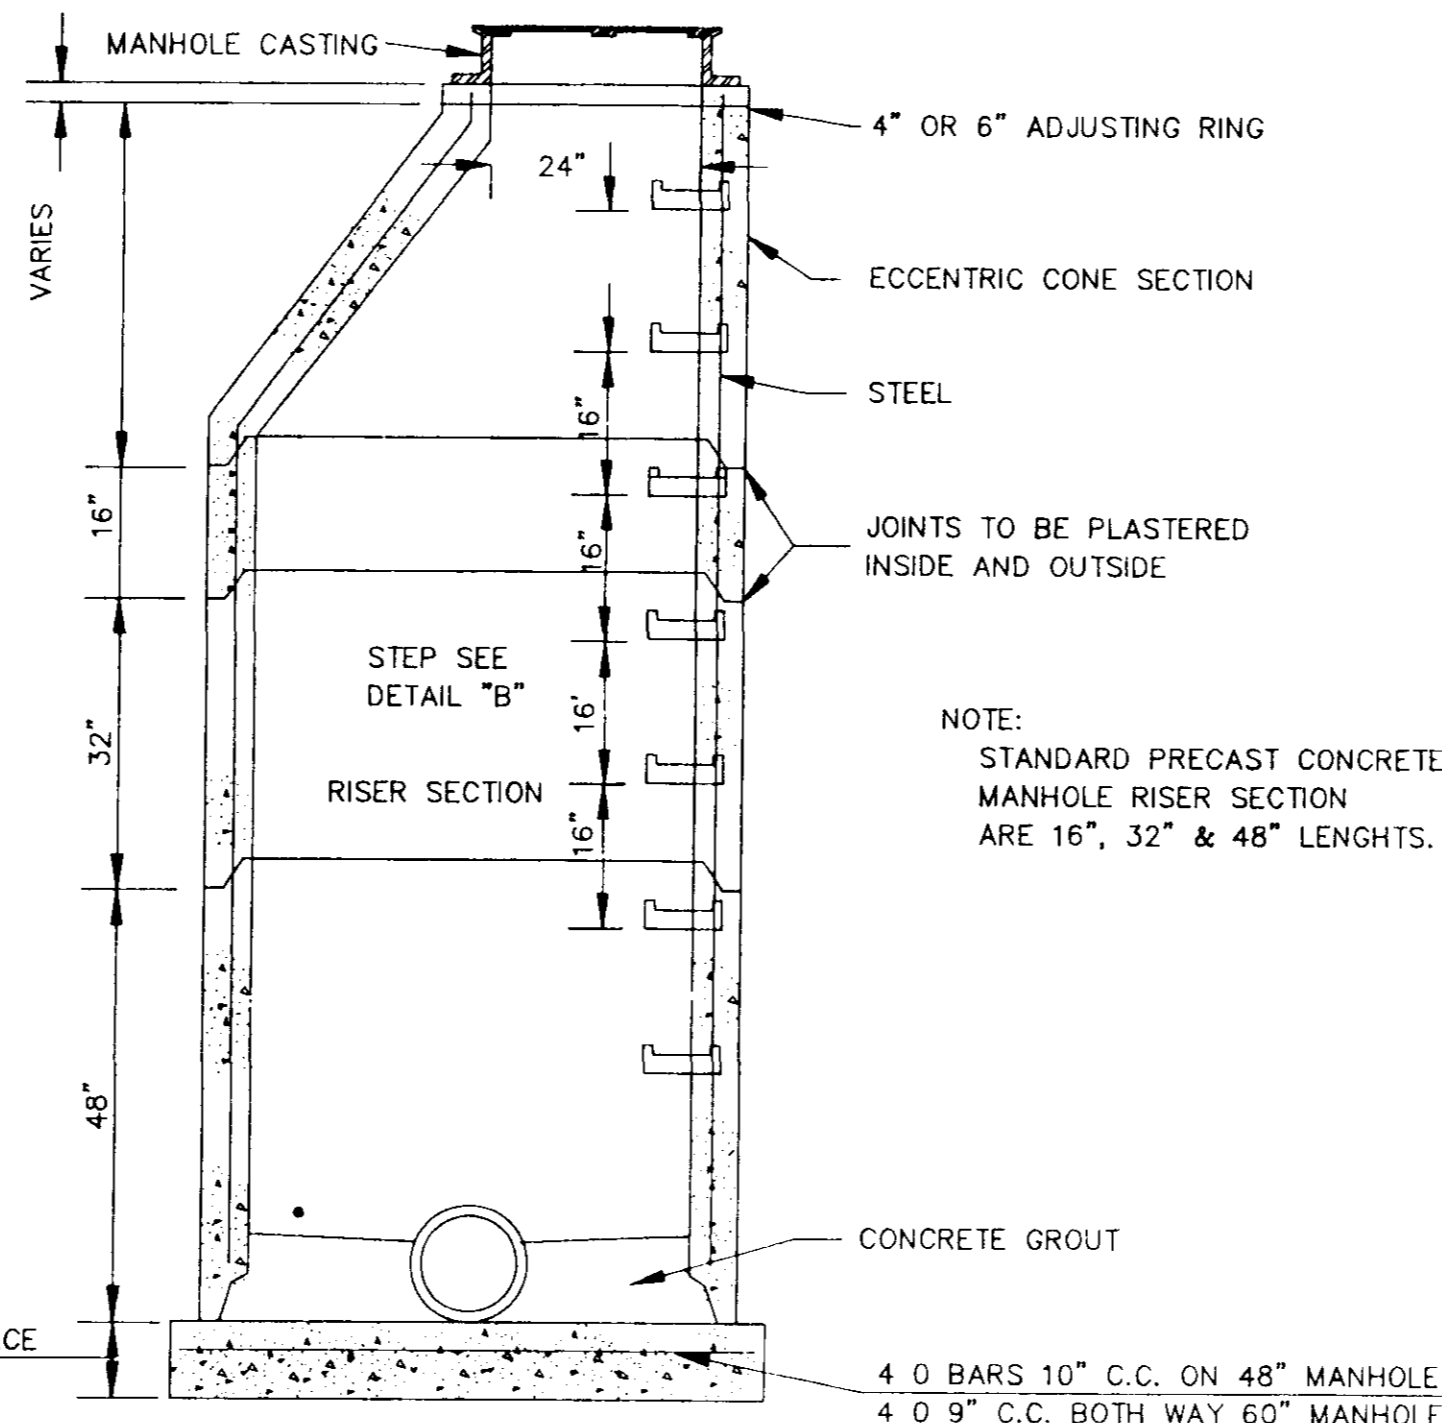 MANHOLE CASTING
4" OR 6" ADJUSTING RING
24"
VARIES
ECCENTRIC CONE SECTION
STEEL
16"
16"
JOINTS TO BE PLASTERED
INSIDE AND OUTSIDE
16"
STEP SEE
DETAIL "B"
16'
32"
NOTE:
STANDARD PRECAST CONCRETE
MANHOLE RISER SECTION
ARE 16", 32" & 48" LENGHTS.
RISER SECTION
16"
48"
CONCRETE GROUT
CE
4 0 BARS 10" C.C. ON 48" MANHOLE
4 0 9" C.C. BOTH WAY 60" MANHOLE